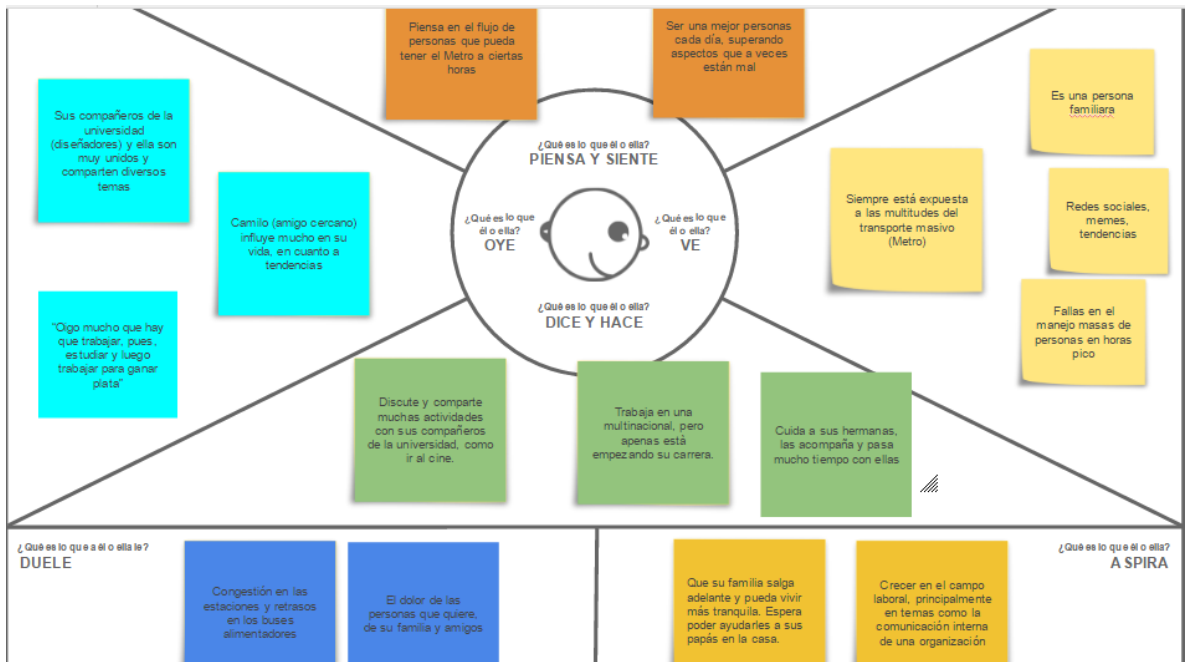 Piensa en el flujo de
personas que pueda
tener el Metro a ciertas
horas
Ser una mejor personas
cada día, superando
aspectos que a veces
están mal
Sus compañeros de la
universidad
(diseñadores) y ella son
muy unidos y
comparten diversos
temas
Camilo (amigo cercano)
influye mucho en su
vida, en cuanto a
tendencias
"Oigo mucho que hay
que trabajar, pues,
estudiar y luego
trabajar para ganar
plata"
¿Qué es lo que él o ella?
PIENSA Y SIENTE
¿Qué es lo que
él o ella?
OYE
¿Qué es lo que
él o ella?
VE
¿Qué es lo que él o ella?
DICE Y HACE
Es una persona
familiara
Siempre está expuesta
a las multitudes del
transporte masivo
(Metro)
Redes sociales,
memes,
tendencias
Fallas en el
manejo masas de
personas en horas
pico
Discute y comparte
muchas actividades
con sus compañeros
de la universidad, como
ir al cine.
Trabaja en una
multinacional, pero
apenas está
empezando su carrera.
Cuida a sus hermanas,
las acompaña y pasa
mucho tiempo con ellas
¿Qué es lo que a él o ella le?
DUELE
Congestión en las
estaciones y retrasos
en los buses
alimentadores
El dolor de las
personas que quiere,
de su familia y amigos
¿Qué es lo que él o ella?
ASPIRA
Que su familia salga
adelante y pueda vivir
más tranquila. Espera
poder ayudarles a sus
papás en la casa.
Crecer en el campo
laboral, principalmente
en temas como la
comunicación interna
de una organización